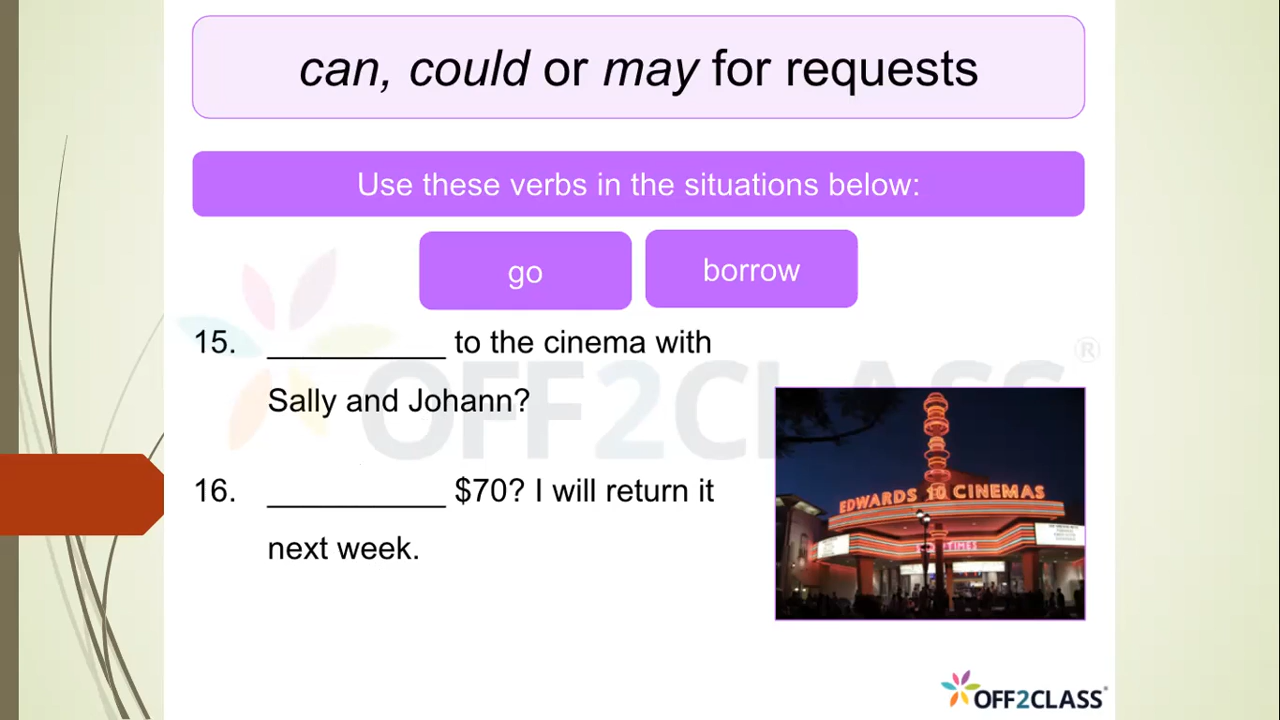 can, could or may for requests
Use these verbs in the situations below:
go
borrow
15. __________ to the cinema with
Sally and Johann?
16. __________ $70? I will return it
next week.
OFF2CLASS®
EDWARDS 10 CINEMAS
OFF2CLASS